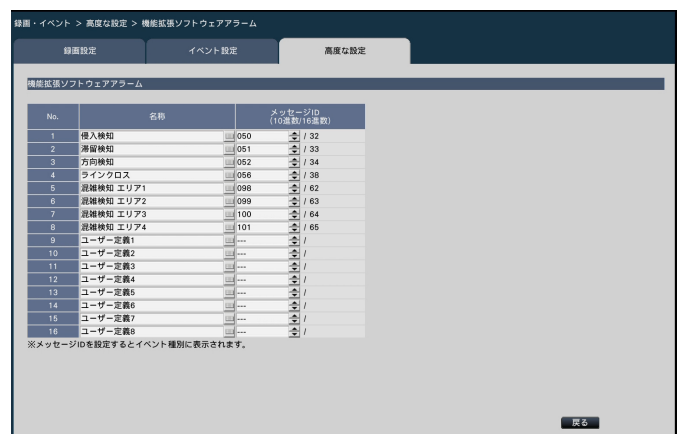 録画・イベント > 高度な設定 > 機能拡張ソフトウェアアラーム
録画設定 イベント設定 高度な設定
機能拡張ソフトウェアアラーム
No. 名称 メッセージID
(10進数/16進数)
1 侵入検知 050 / 32
2 滞留検知 051 / 33
3 方向検知 052 / 34
4 ラインクロス 056 / 38
5 混雑検知 エリア1 098 / 62
6 混雑検知 エリア2 099 / 63
7 混雑検知 エリア3 100 / 64
8 混雑検知 エリア4 101 / 65
9 ユーザー定義1 --- /
10 ユーザー定義2 --- /
11 ユーザー定義3 --- /
12 ユーザー定義4 --- /
13 ユーザー定義5 --- /
14 ユーザー定義6 --- /
15 ユーザー定義7 --- /
16 ユーザー定義8 --- /
※メッセージIDを設定するとイベント種別に表示されます。
戻る